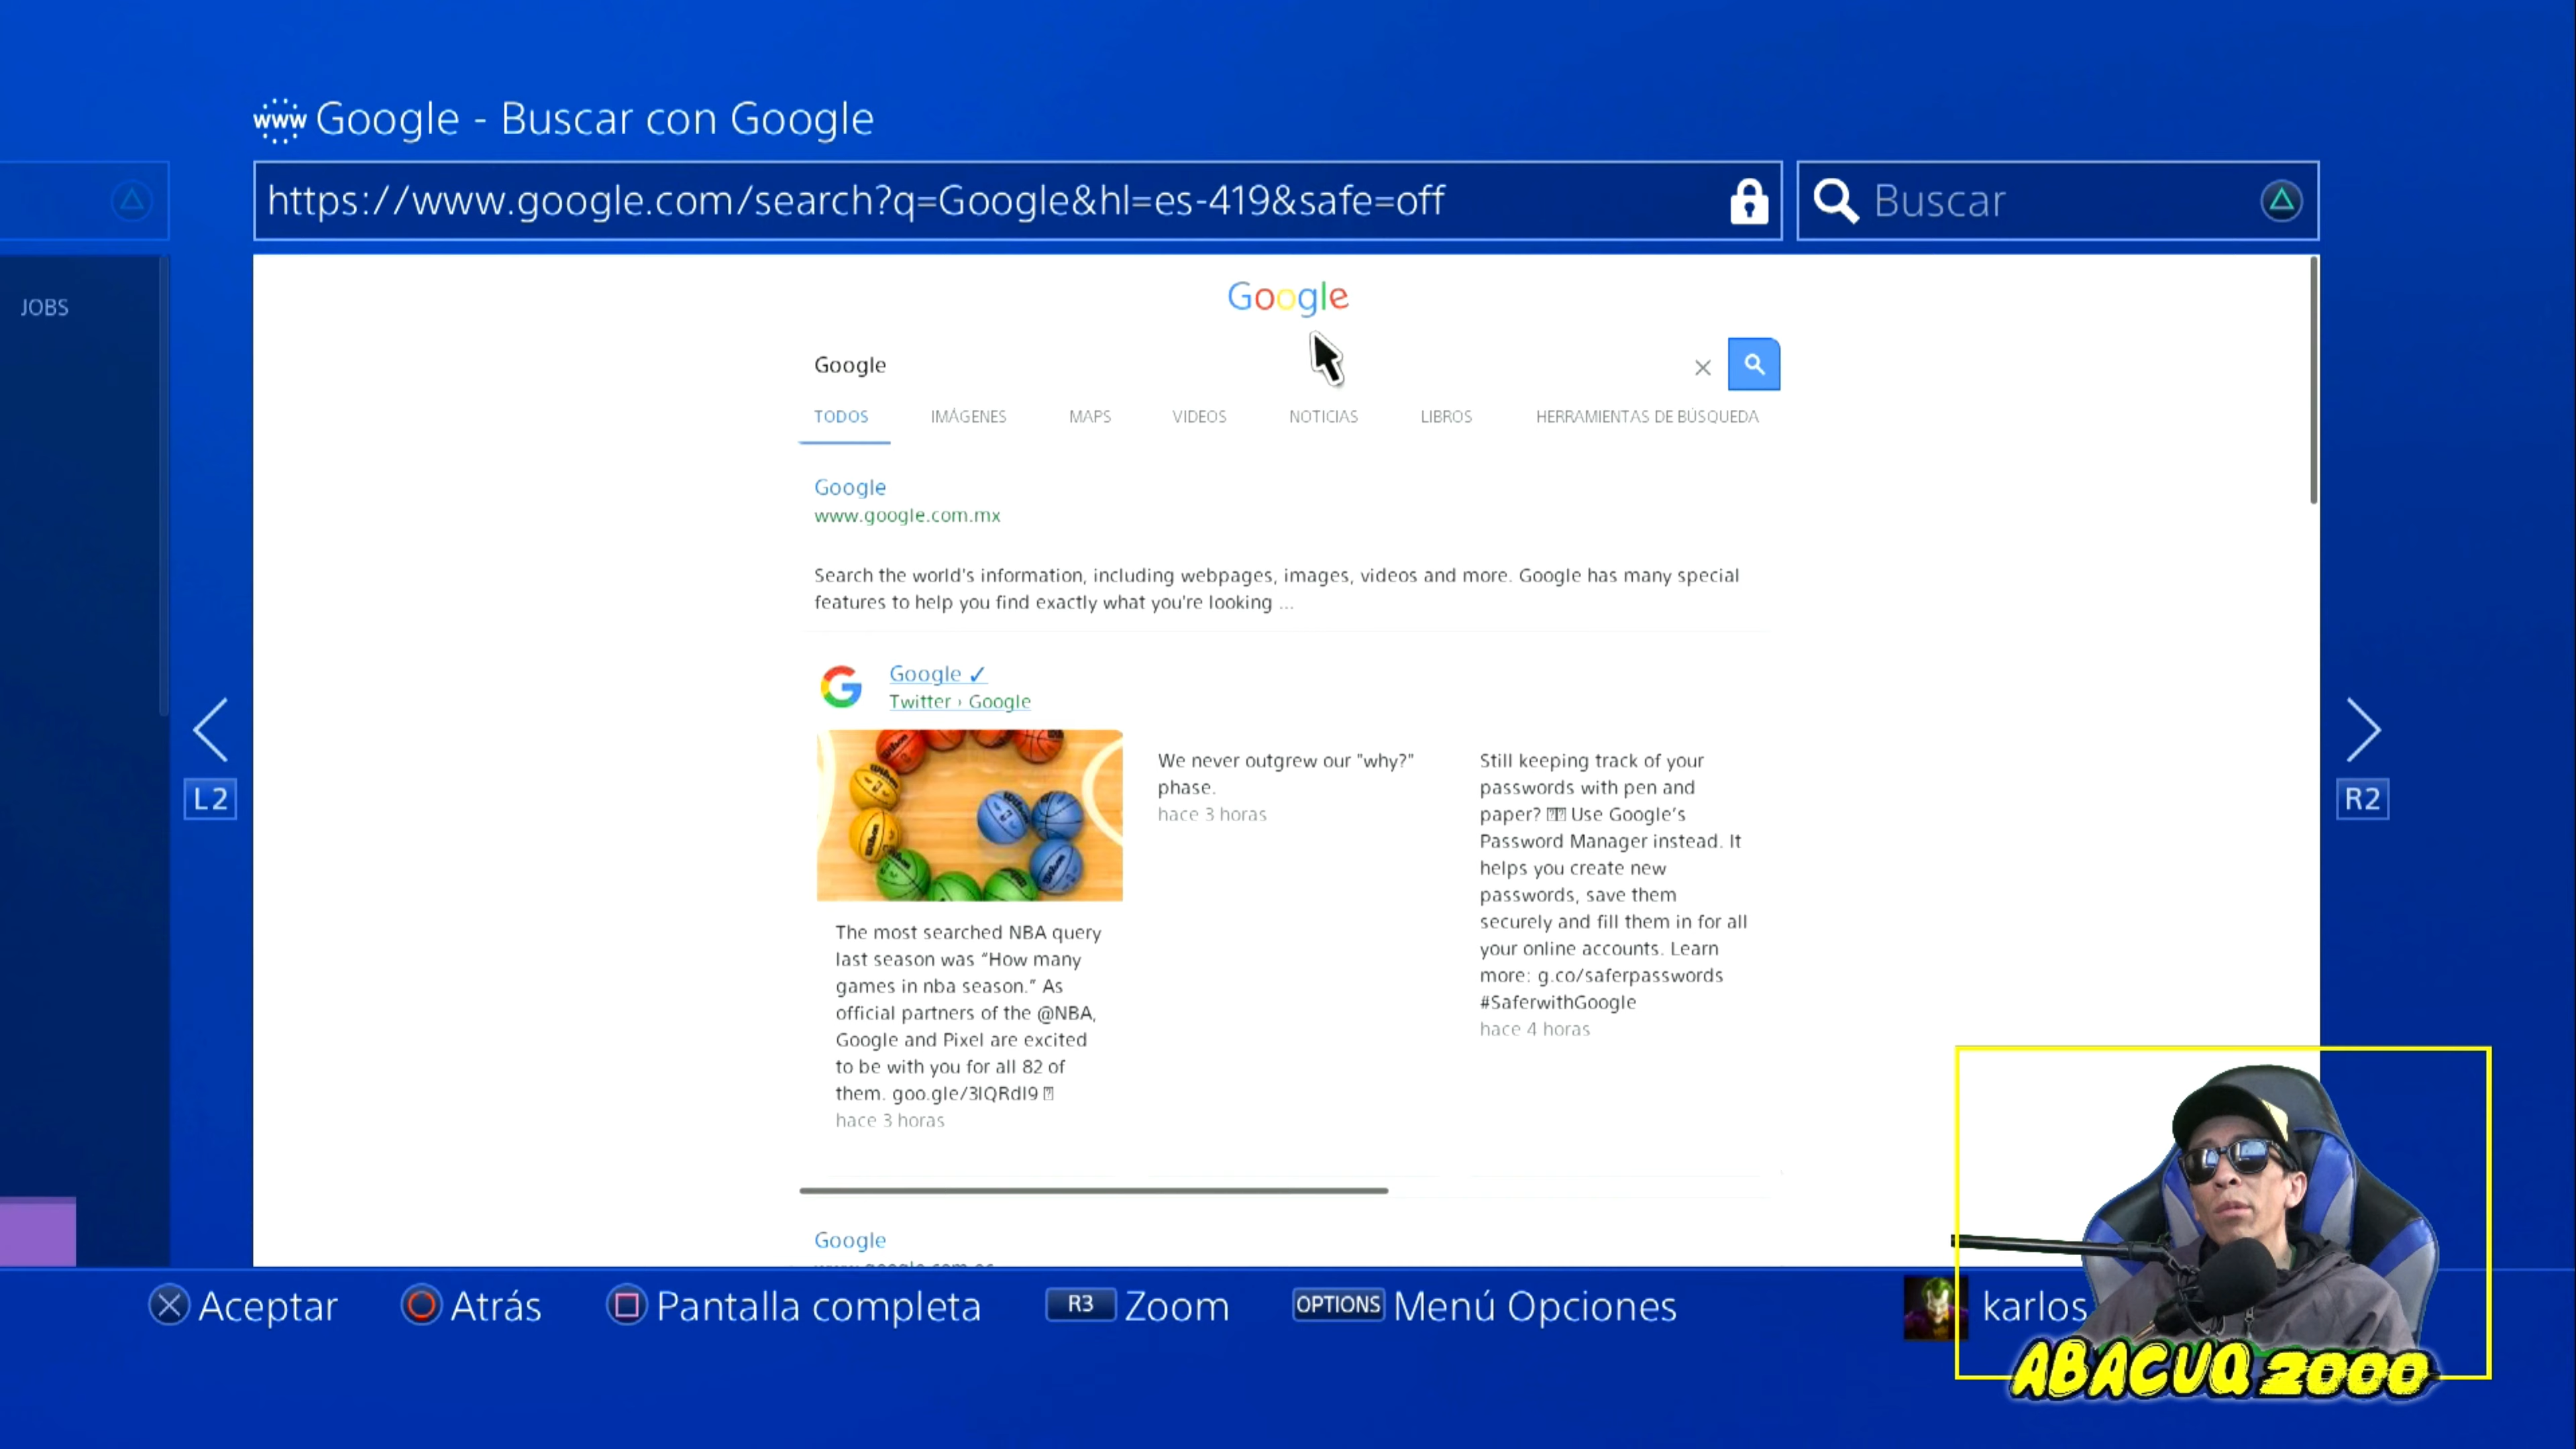 www Google - Buscar con Google
https://www.google.com/search?q=Google&hl=es-419&safe=off
Buscar
JOBS
Google
Google
TODOS IMÁGENES MAPS VIDEOS NOTICIAS LIBROS HERRAMIENTAS DE BÚSQUEDA
Google
www.google.com.mx
Search the world's information, including webpages, images, videos and more. Google has many special
features to help you find exactly what you're looking ...
Google ✓
Twitter › Google
The most searched NBA query
last season was “How many
games in nba season.” As
official partners of the @NBA,
Google and Pixel are excited
to be with you for all 82 of
them. goo.gle/3IQRdI9
hace 3 horas
We never outgrew our "why?"
phase.
hace 3 horas
Still keeping track of your
passwords with pen and
paper? Use Google’s
Password Manager instead. It
helps you create new
passwords, save them
securely and fill them in for all
your online accounts. Learn
more: g.co/saferpasswords
#SaferwithGoogle
hace 4 horas
L2
R2
Google
Aceptar Atrás Pantalla completa R3 Zoom OPTIONS Menú Opciones karlos
ABACUQ 2000